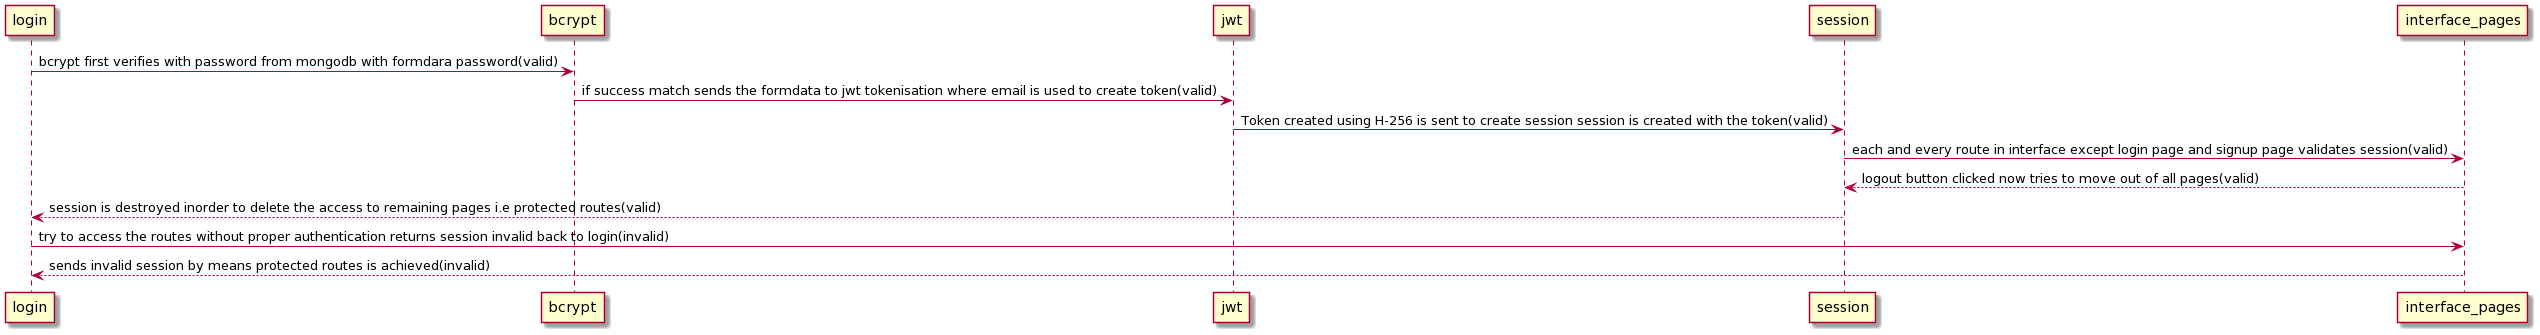 login bcrypt jwt session interface_pages
bcrypt first verifies with password from mongodb with formdara password(valid)
if success match sends the formdata to jwt tokenisation where email is used to create token(valid)
Token created using H-256 is sent to create session session is created with the token(valid)
each and every route in interface except login page and signup page validates session(valid)
logout button clicked now tries to move out of all pages(valid)
session is destroyed inorder to delete the access to remaining pages i.e protected routes(valid)
try to access the routes without proper authentication returns session invalid back to login(invalid)
sends invalid session by means protected routes is achieved(invalid)
login bcrypt jwt session interface_pages